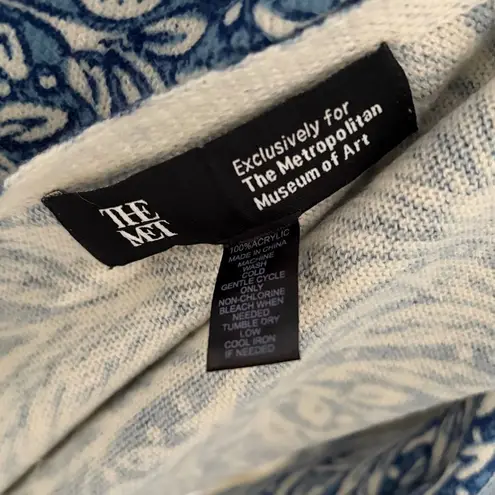 THE
MET
Exclusively for
The Metropolitan
Museum of Art
100%ACRYLIC
MADE IN CHINA
MACHINE
WASH
COLD
GENTLE CYCLE
ONLY
NON-CHLORINE
BLEACH WHEN
NEEDED
TUMBLE DRY
LOW
COOL IRON
IF NEEDED